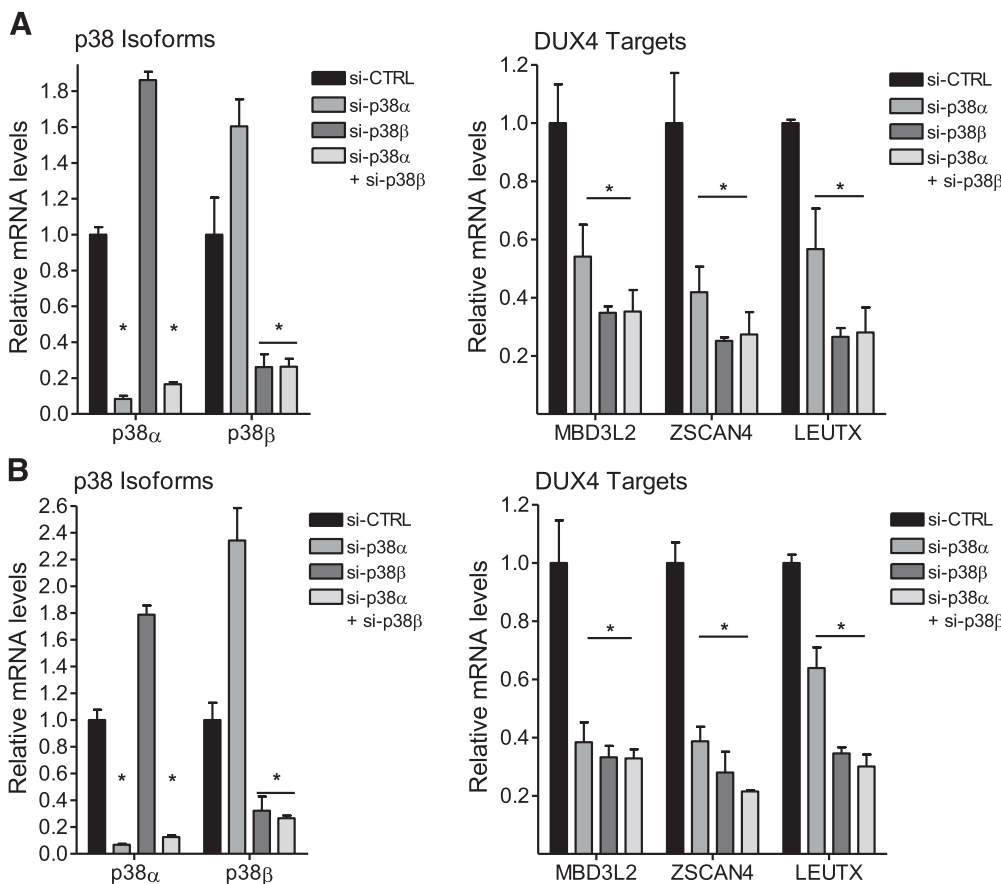 A
p38 Isoforms
Relative mRNA levels
1.8
1.6
1.4
1.2
1.0
0.8
0.6
0.4
0.2
0.0
* * *
p38α p38β
si-CTRL
si-p38α
si-p38β
si-p38α
+ si-p38β
DUX4 Targets
Relative mRNA levels
1.2
1.0
0.8
0.6
0.4
0.2
* * *
MBD3L2 ZSCAN4 LEUTX
si-CTRL
si-p38α
si-p38β
si-p38α
+ si-p38β
B
p38 Isoforms
Relative mRNA levels
2.6
2.4
2.2
2.0
1.8
1.6
1.4
1.2
1.0
0.8
0.6
0.4
0.2
0.0
* * *
p38α p38β
si-CTRL
si-p38α
si-p38β
si-p38α
+ si-p38β
DUX4 Targets
Relative mRNA levels
1.2
1.0
0.8
0.6
0.4
0.2
* * *
MBD3L2 ZSCAN4 LEUTX
si-CTRL
si-p38α
si-p38β
si-p38α
+ si-p38β